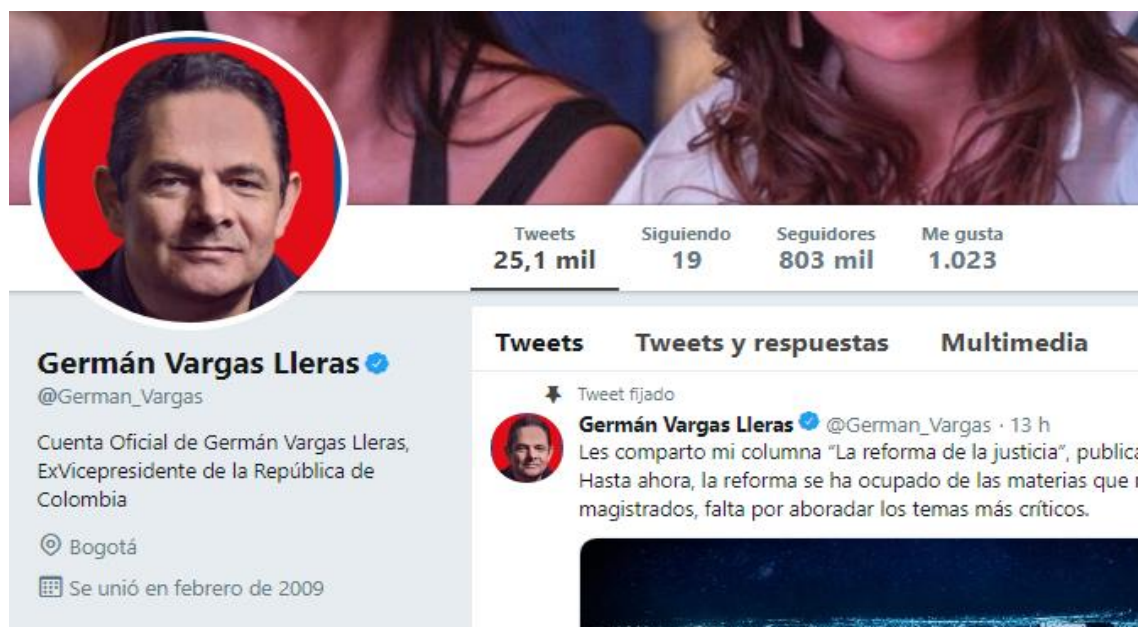 Tweets Siguiendo Seguidores Me gusta
25,1 mil 19 803 mil 1.023
Germán Vargas Lleras
@German_Vargas
Cuenta Oficial de Germán Vargas Lleras,
ExVicepresidente de la República de
Colombia
Bogotá
Se unió en febrero de 2009
Tweets Tweets y respuestas Multimedia
Tweet fijado
Germán Vargas Lleras @German_Vargas · 13 h
Les comparto mi columna “La reforma de la justicia”, publica
Hasta ahora, la reforma se ha ocupado de las materias que
magistrados, falta por aboradar los temas más críticos.